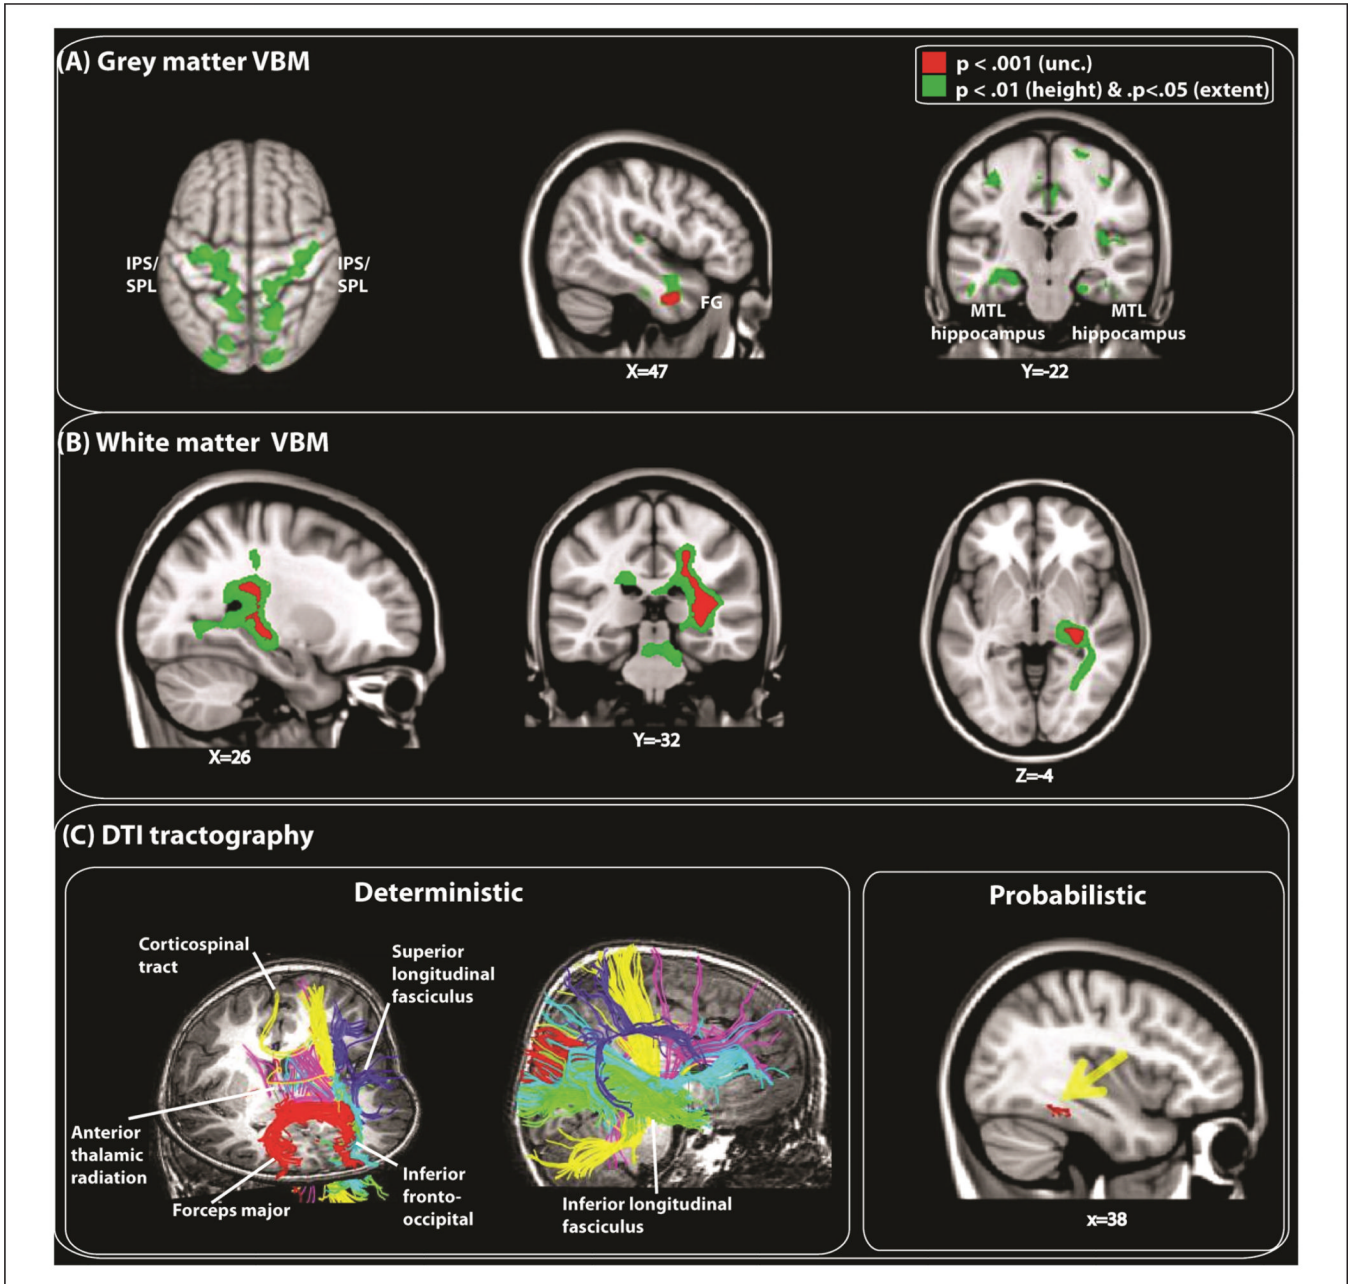 (A) Grey matter VBM
p < .001 (unc.)
p < .01 (height) & .p<.05 (extent)
IPS/
SPL
IPS/
SPL
FG
MTL
hippocampus
MTL
hippocampus
X=47
Y=-22
(B) White matter VBM
X=26
Y=-32
Z=-4
(C) DTI tractography
Deterministic
Probabilistic
Corticospinal
tract
Superior
longitudinal
fasciculus
Anterior
thalamic
radiation
Forceps major
Inferior
fronto-
occipital
Inferior longitudinal
fasciculus
x=38